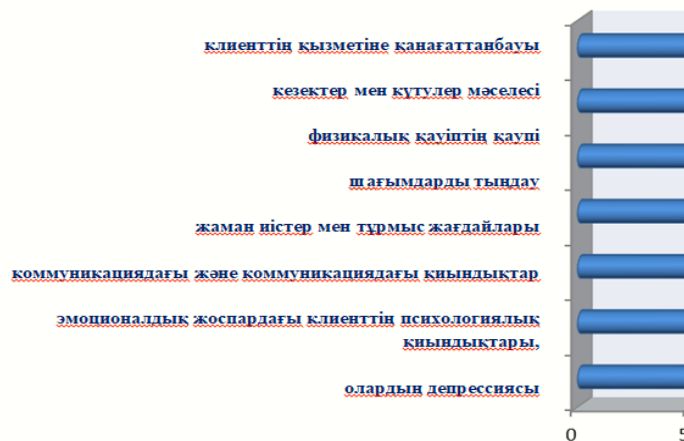 клиенттің қызметіне қанағаттанбауы
кезектер мен күтулер мәселесі
физикалық қауіптің қаупі
шағымдарды тыңдау
жаман иістер мен тұрмыс жағдайлары
коммуникациядағы және коммуникациядағы қиындықтар
эмоционалдық жоспардағы клиенттің психологиялық
қиындықтары,
олардың депрессиясы
0